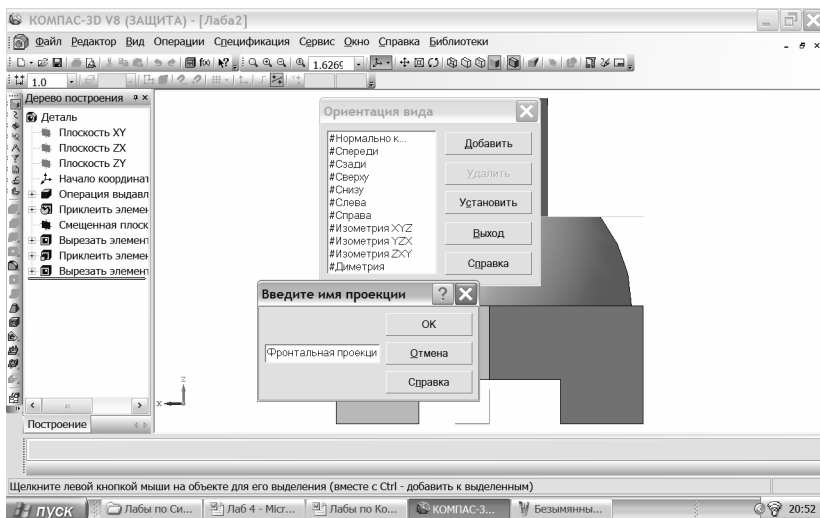 КОМПАС-3D V8 (ЗАЩИТА) - [Лаба2]
Файл Редактор Вид Операции Спецификация Сервис Окно Справка Библиотеки
1.6269
1.0
Дерево построения
Деталь
Плоскость XY
Плоскость ZX
Плоскость ZY
Начало координат
Операция выдавл
Приклеить элемен
Смещенная плоск
Вырезать элемент
Приклеить элемен
Вырезать элемент
Построение
Ориентация вида
#Нормально к...
#Спереди
#Сзади
#Сверху
#Снизу
#Слева
#Справа
#Изометрия XYZ
#Изометрия YZX
#Изометрия ZXY
#Диметрия
Добавить
Удалить
Установить
Выход
Справка
Введите имя проекции
Фронтальная проекци
OK
Отмена
Справка
z
x
Щелкните левой кнопкой мыши на объекте для его выделения (вместе с Ctrl - добавить к выделенным)
пуск
Лабы по Си...
Лаб 4 - Micr...
Лабы по Ко...
КОМПАС-3...
Безымянны...
20:52